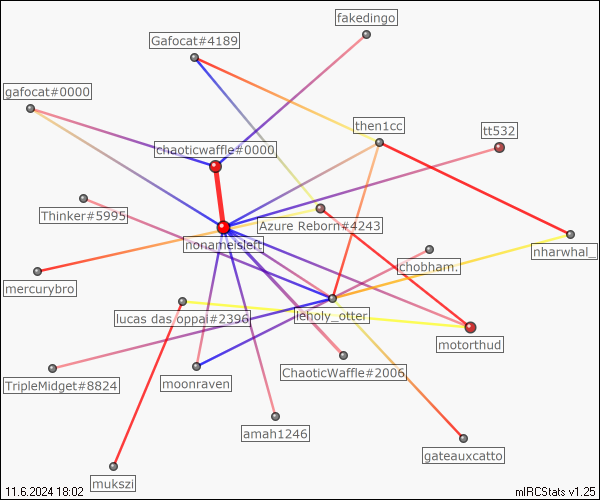 fakedingo
Gafocat#4189
gafocat#0000
then1cc
tt532
chaoticwaffle#0000
Thinker#5995
Azure Reborn#4243
nonameisleft
nharwhal_
Chobham.
mercurybro
lucas das oppai#2396
leholy_otter
motorthud
ChaoticWaffle#2006
TripleMidget#8824
moonraven
amah1246
gateauxcatto
mukszi
11.6.2024 18:02
mIRCStats v1.25